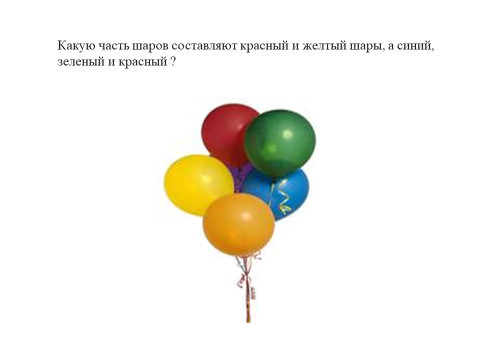 Какую часть шаров составляют красный и желтый шары, а синий,
зеленый и красный ?